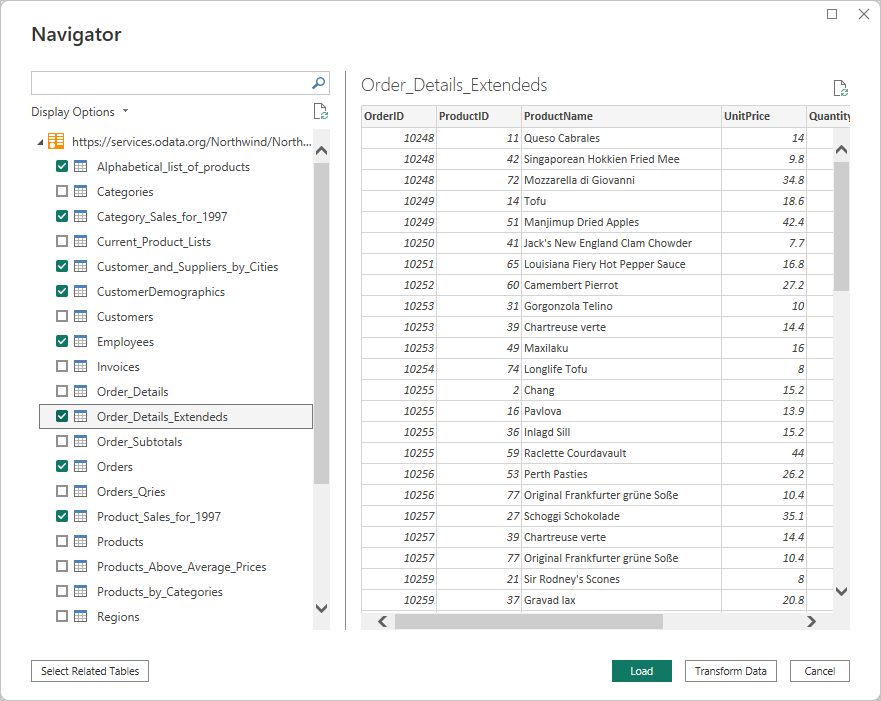 Navigator
Display Options
https://services.odata.org/Northwind/North...
Alphabetical_list_of_products
Categories
Category_Sales_for_1997
Current_Product_Lists
Customer_and_Suppliers_by_Cities
CustomerDemographics
Customers
Employees
Invoices
Order_Details
Order_Details_Extendeds
Order_Subtotals
Orders
Orders_Qries
Product_Sales_for_1997
Products
Products_Above_Average_Prices
Products_by_Categories
Regions
Order_Details_Extendeds
OrderID ProductID ProductName UnitPrice Quantity
10248 11 Queso Cabrales 14
10248 42 Singaporean Hokkien Fried Mee 9.8
10248 72 Mozzarella di Giovanni 34.8
10249 14 Tofu 18.6
10249 51 Manjimup Dried Apples 42.4
10250 41 Jack's New England Clam Chowder 7.7
10251 65 Louisiana Fiery Hot Pepper Sauce 16.8
10252 60 Camembert Pierrot 27.2
10253 31 Gorgonzola Telino 10
10253 39 Chartreuse verte 14.4
10253 49 Maxilaku 16
10254 74 Longlife Tofu 8
10255 2 Chang 15.2
10255 16 Pavlova 13.9
10255 36 Inlagd Sill 15.2
10255 59 Raclette Courdavault 44
10256 53 Perth Pasties 26.2
10256 77 Original Frankfurter grüne Soße 10.4
10257 27 Schoggi Schokolade 35.1
10257 39 Chartreuse verte 14.4
10257 77 Original Frankfurter grüne Soße 10.4
10259 21 Sir Rodney's Scones 8
10259 37 Gravad lax 20.8
Select Related Tables
Load
Transform Data
Cancel